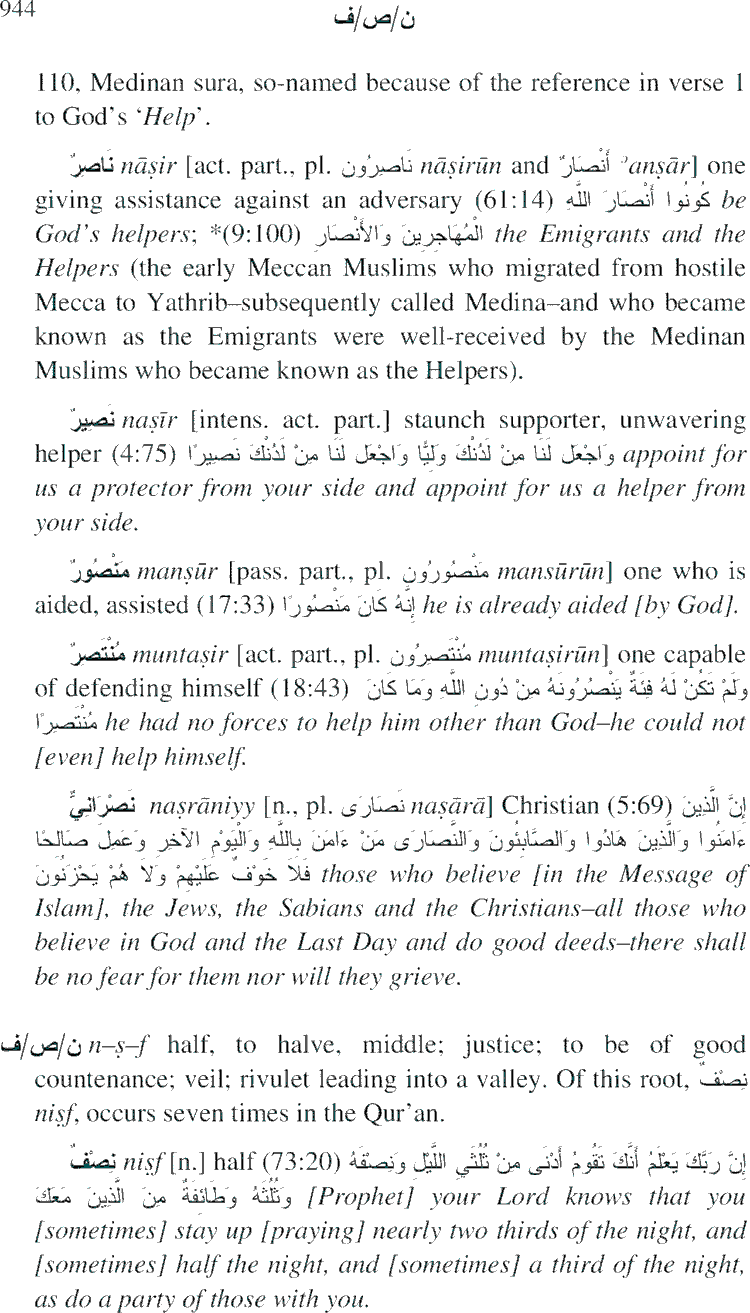 944
ن/ص/ف
110, Medinan sura, so-named because of the reference in verse 1
to God's ‘Help’.
نَاصِرٌ nāṣir [act. part., pl. نَاصِرُون nāṣirūn and أَنْصَارٌ ʾanṣār] one
giving assistance against an adversary (61:14) كُونُوا أَنْصَارَ اللَّهِ be
God's helpers; *(9:100) الْمُهَاجِرِينَ وَالأَنْصَارِ the Emigrants and the
Helpers (the early Meccan Muslims who migrated from hostile
Mecca to Yathrib–subsequently called Medina–and who became
known as the Emigrants were well-received by the Medinan
Muslims who became known as the Helpers).
نَصِيرٌ naṣīr [intens. act. part.] staunch supporter, unwavering
helper (4:75) وَاجْعَل لَنَا مِنْ لَدُنْكَ وَلِيًّا وَاجْعَل لَنَا مِنْ لَدُنْكَ نَصِيرًا appoint for
us a protector from your side and appoint for us a helper from
your side.
مَنْصُورٌ manṣūr [pass. part., pl. مَنْصُورُون mansūrūn] one who is
aided, assisted (17:33) إِنَّهُ كَانَ مَنْصُورًا he is already aided [by God].
مُنْتَصِرٌ muntaṣir [act. part., pl. مُنْتَصِرُون muntaṣirūn] one capable
of defending himself (18:43) وَلَمْ تَكُنْ لَهُ فِئَةٌ يَنْصُرُونَهُ مِنْ دُونِ اللَّهِ وَمَا كَانَ
مُنْتَصِرًا he had no forces to help him other than God–he could not
[even] help himself.
نَصْرَانِيٌّ naṣrāniyy [n., pl. نَصَارَى naṣārā] Christian (5:69) إِنَّ الَّذِينَ
ءَامَنُوا وَالَّذِينَ هَادُوا وَالصَّابِئُونَ وَالنَّصَارَى مَنْ ءَامَنَ بِاللَّهِ وَالْيَوْمِ الآخِرِ وَعَمِلَ صَالِحًا
فَلَا خَوْفٌ عَلَيْهِمْ وَلَا هُمْ يَحْزَنُونَ those who believe [in the Message of
Islam], the Jews, the Sabians and the Christians–all those who
believe in God and the Last Day and do good deeds–there shall
be no fear for them nor will they grieve.
ن/ص/ف n–ṣ–f half, to halve, middle; justice; to be of good
countenance; veil; rivulet leading into a valley. Of this root, نِصْفٌ
niṣf, occurs seven times in the Qur'an.
نِصْفٌ niṣf [n.] half (73:20) إِنَّ رَبَّكَ يَعْلَمُ أَنَّكَ تَقُومُ أَدْنَى مِنْ ثُلُثَيِ اللَّيْلِ وَنِصْفَهُ
وَثُلُثَهُ وَطَائِفَةٌ مِنَ الَّذِينَ مَعَكَ [Prophet] your Lord knows that you
[sometimes] stay up [praying] nearly two thirds of the night, and
[sometimes] half the night, and [sometimes] a third of the night,
as do a party of those with you.